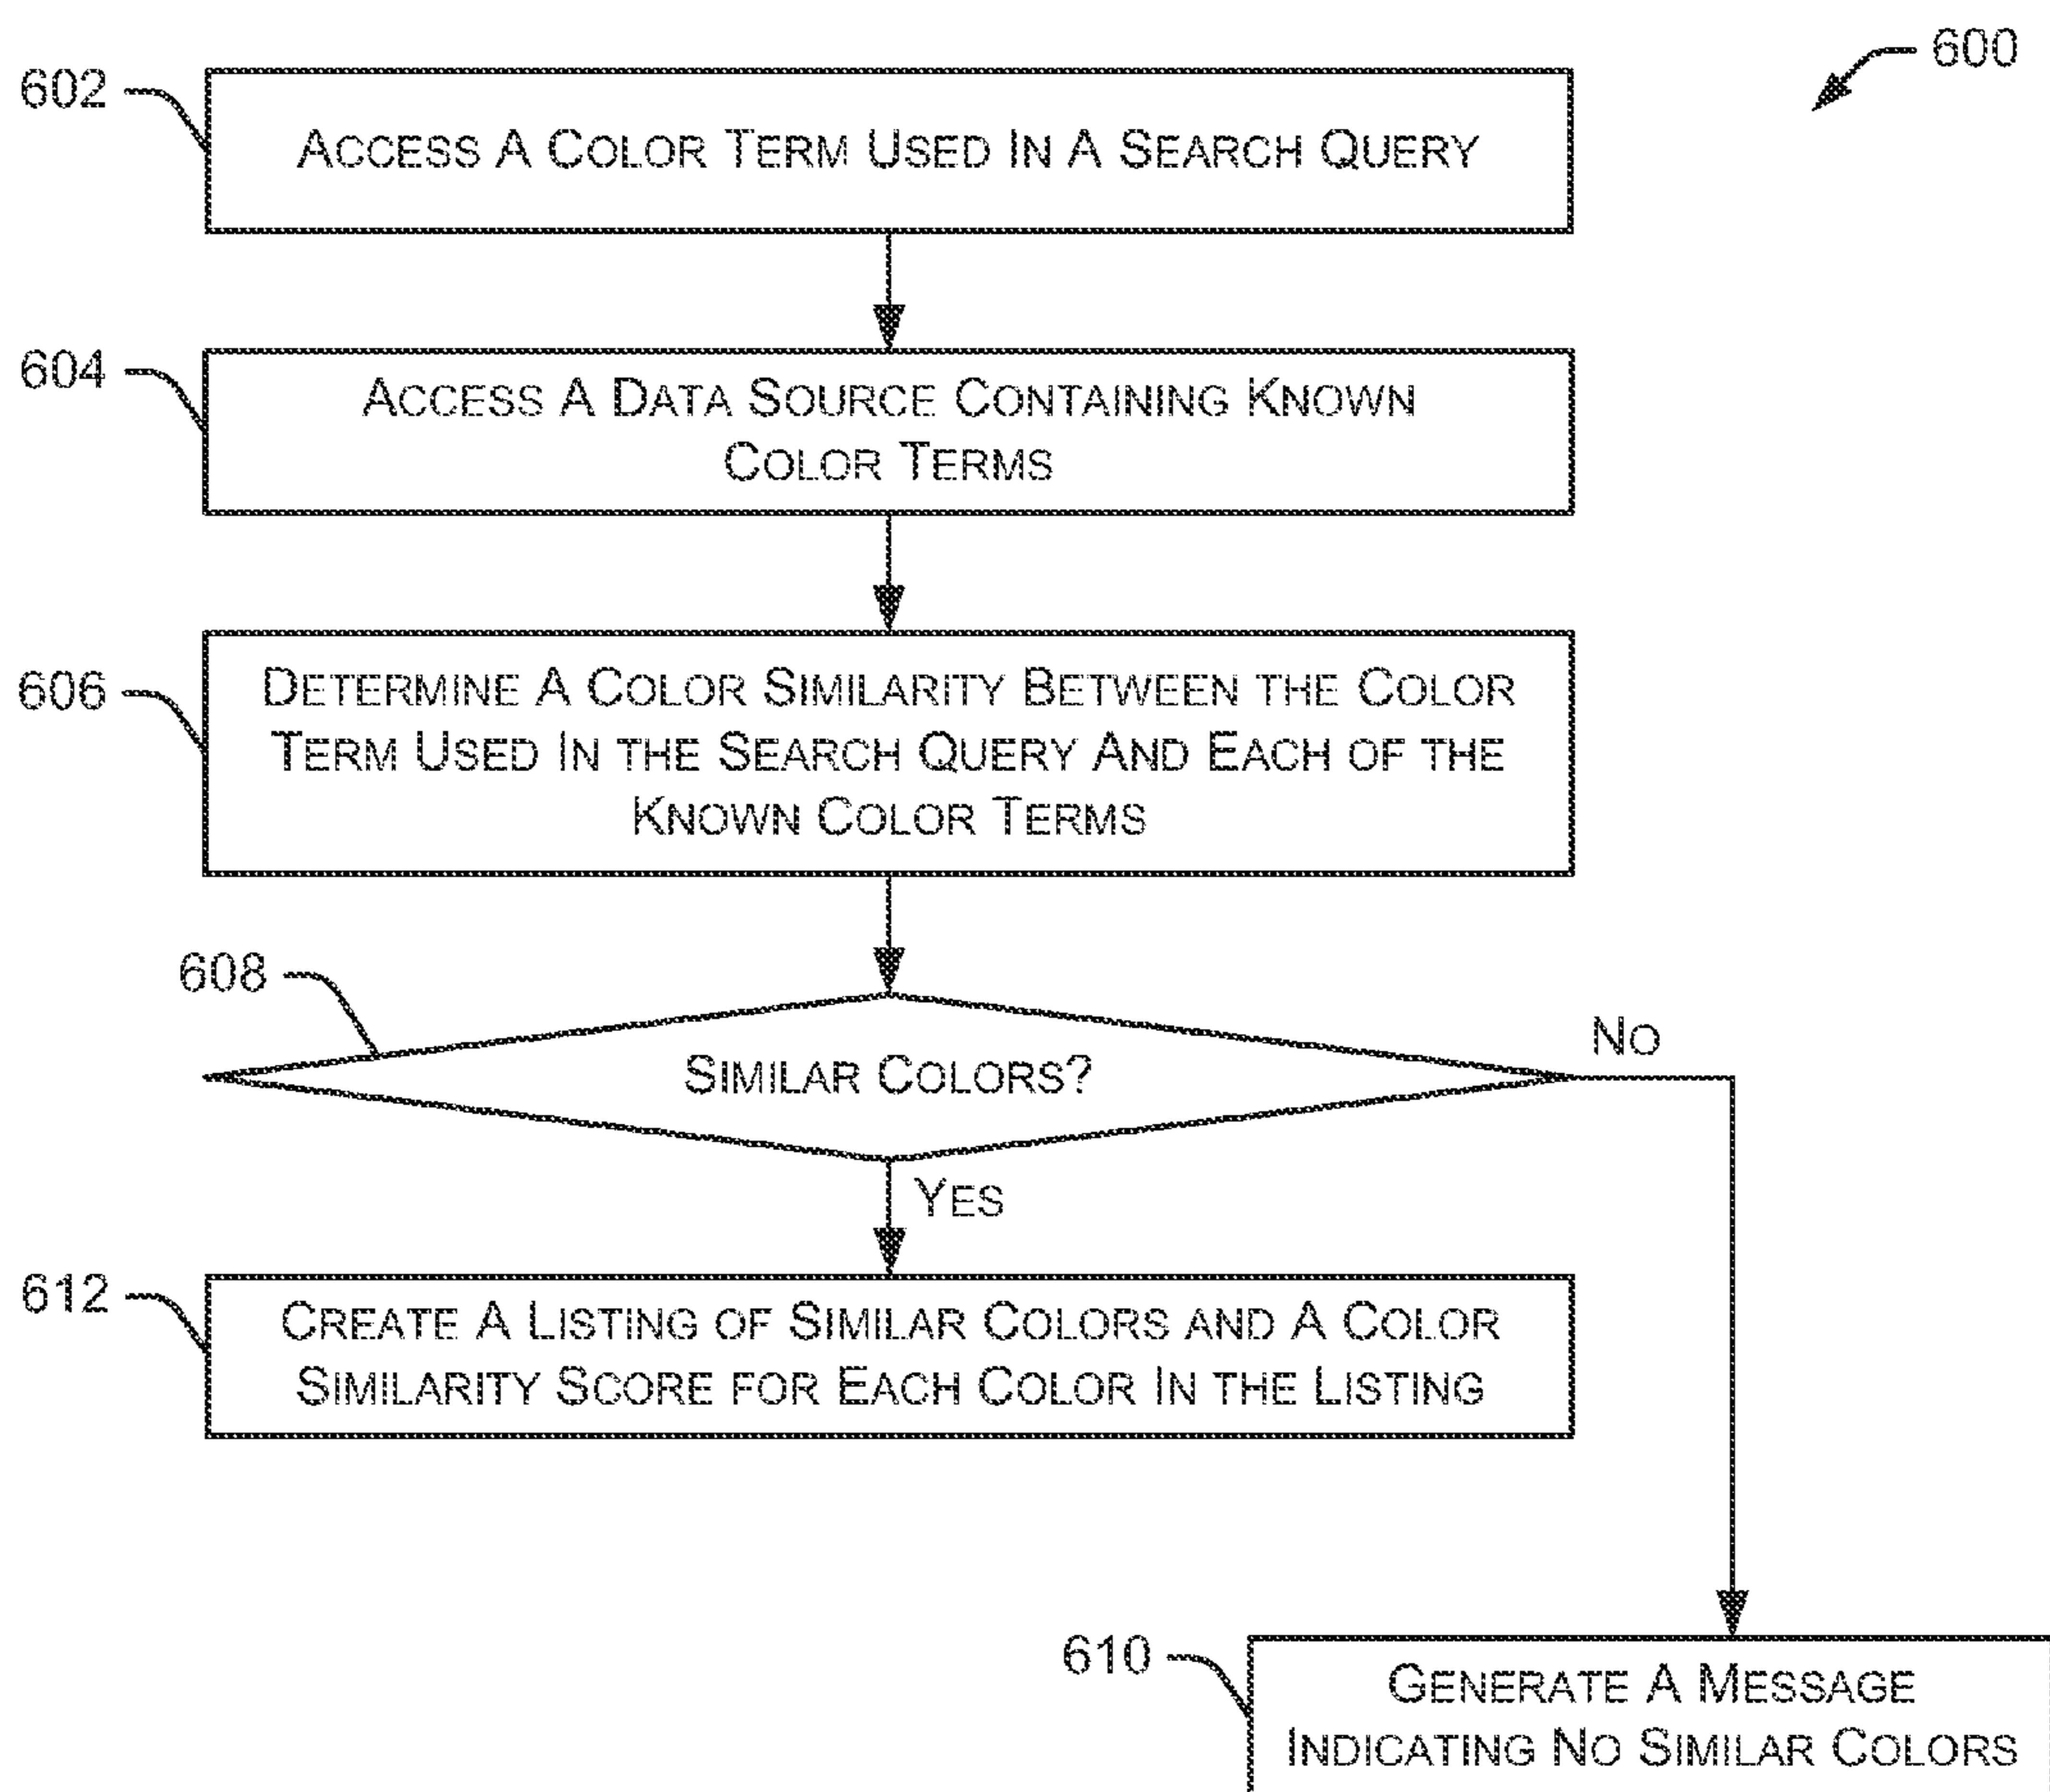 600
602
ACCESS A COLOR TERM USED IN A SEARCH QUERY
604
ACCESS A DATA SOURCE CONTAINING KNOWN
COLOR TERMS
606
DETERMINE A COLOR SIMILARITY BETWEEN THE COLOR
TERM USED IN THE SEARCH QUERY AND EACH OF THE
KNOWN COLOR TERMS
608
SIMILAR COLORS?
NO
YES
612
CREATE A LISTING OF SIMILAR COLORS AND A COLOR
SIMILARITY SCORE FOR EACH COLOR IN THE LISTING
610
GENERATE A MESSAGE
INDICATING NO SIMILAR COLORS